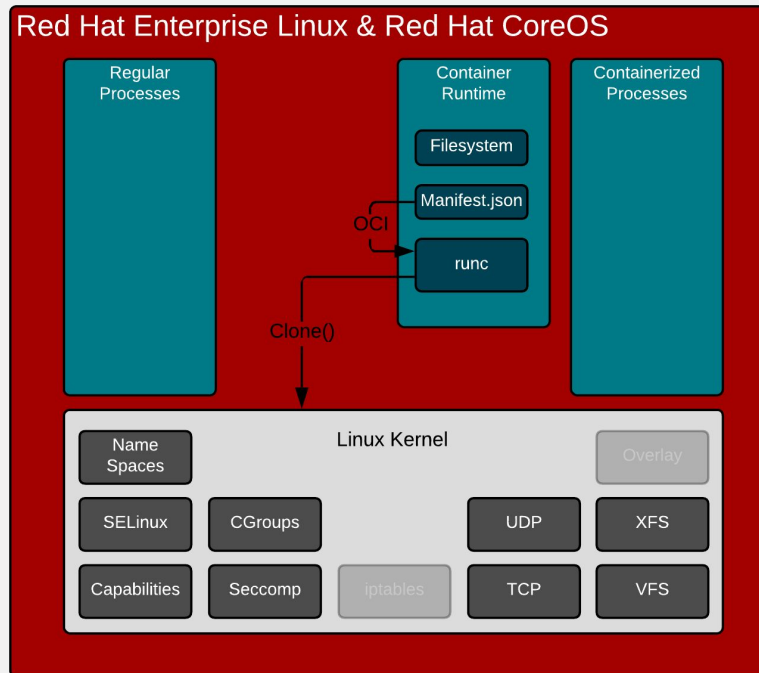 Red Hat Enterprise Linux & Red Hat CoreOS
Regular
Processes
Container
Runtime
Containerized
Processes
Filesystem
Manifest.json
OCI
runc
Clone()
Linux Kernel
Name
Spaces
Overlay
SELinux
CGroups
UDP
XFS
Capabilities
Seccomp
iptables
TCP
VFS